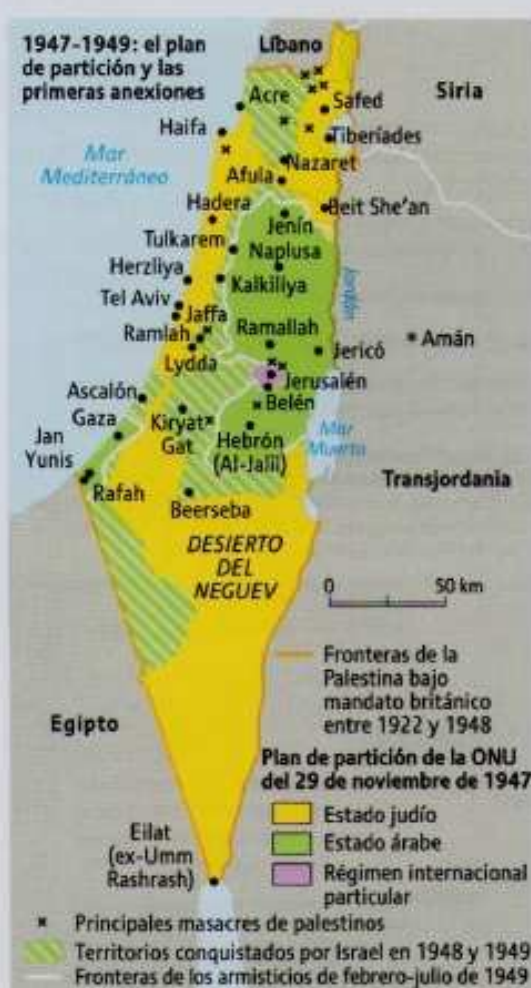 1947-1949: el plan
de partición y las
primeras anexiones
Líbano
Siria
Acre
Safed
Haifa
Tiberíades
Mar
Mediterráneo
Nazaret
Afula
Hadera
Beit She'an
Jenín
Tulkarem
Naplusa
Herzliya
Kalkiliya
Jordán
Tel Aviv
Jaffa
Ramlah
Ramallah
Amán
Jericó
Lydda
Jerusalén
Ascalón
Belén
Gaza
Kiryat
Gat
Mar
Muerto
Jan
Yunis
Hebrón
(Al-Jalil)
Rafah
Transjordania
Beerseba
DESIERTO
DEL
NEGUEV
0 50 km
Fronteras de la
Palestina bajo
mandato británico
entre 1922 y 1948
Egipto
Plan de partición de la ONU
del 29 de noviembre de 1947
Estado judío
Estado árabe
Régimen internacional
particular
Eilat
(ex-Umm
Rashrash)
Principales masacres de palestinos
Territorios conquistados por Israel en 1948 y 1949
Fronteras de los armisticios de febrero-julio de 1949